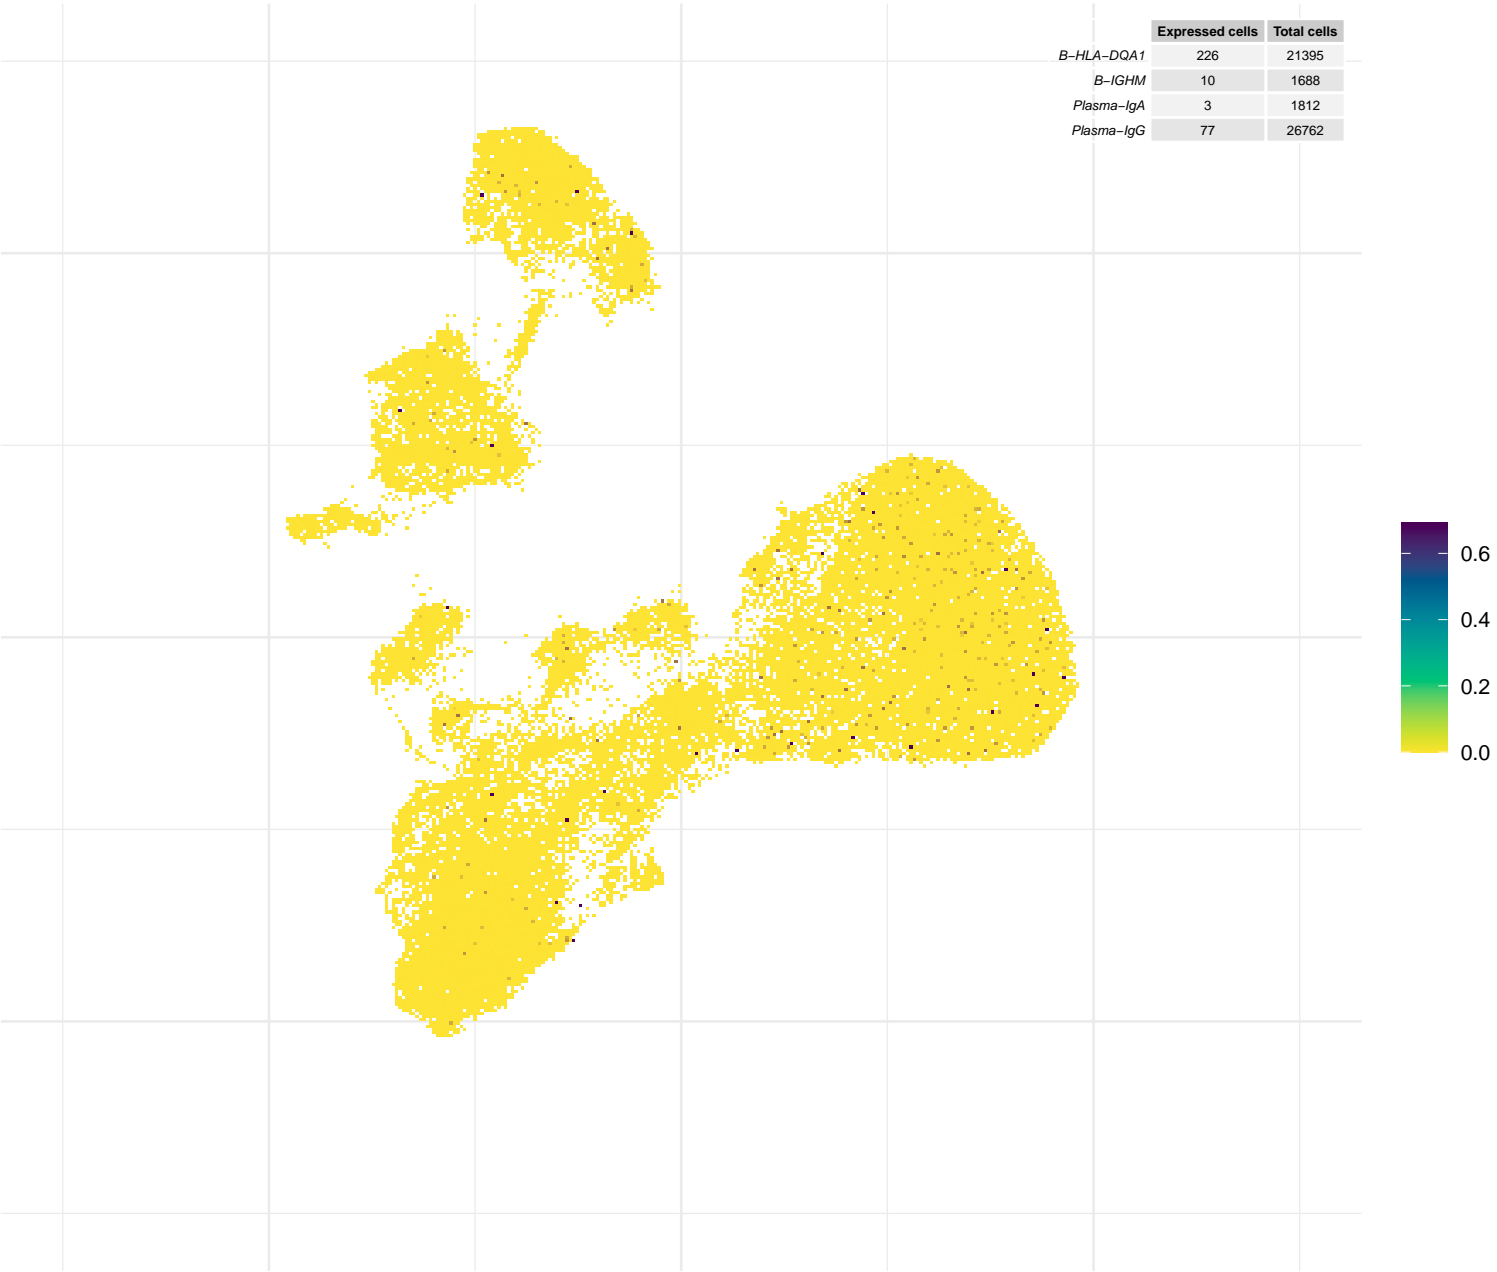 Expressed cells Total cells
B−HLA−DQA1 226 21395
B−IGHM 10 1688
Plasma−IgA 3 1812
Plasma−IgG 77 26762
0.6
0.4
0.2
0.0